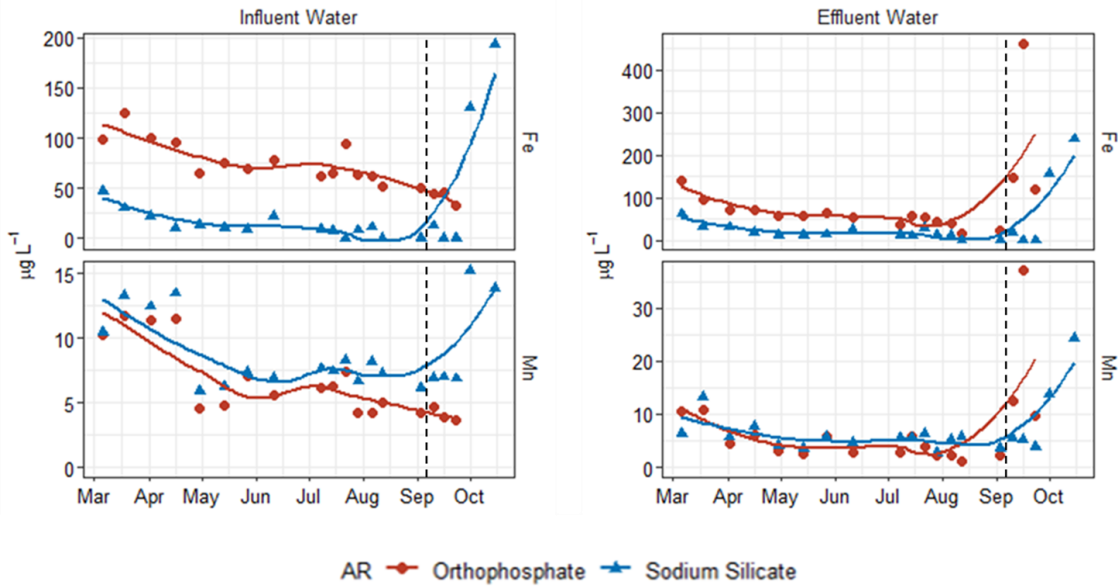 Influent Water
Effluent Water
200
150
100
50
0
Fe
15
10
5
0
Mn
µg L⁻¹
Mar Apr May Jun Jul Aug Sep Oct
400
300
200
100
0
Fe
30
20
10
0
Mn
µg L⁻¹
Mar Apr May Jun Jul Aug Sep Oct
AR Orthophosphate Sodium Silicate